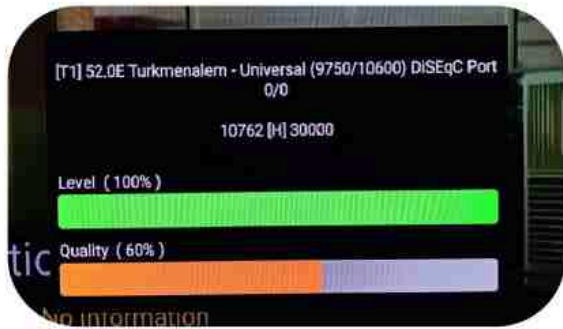 [T1] 52.0E Turkmenalem - Universal (9750/10600) DiSEqC Port
0/0
10762 [H] 30000
Level ( 100% )
Quality ( 60% )
tic
No information